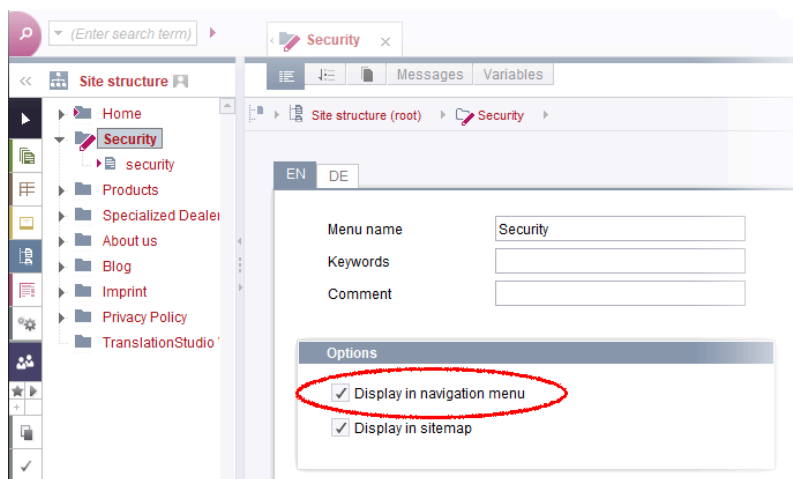 (Enter search term)
Security
Site structure
Messages
Variables
Site structure (root)
Security
Home
Security
security
Products
Specialized Dealer
About us
Blog
Imprint
Privacy Policy
TranslationStudio
EN
DE
Menu name
Security
Keywords
Comment
Options
Display in navigation menu
Display in sitemap